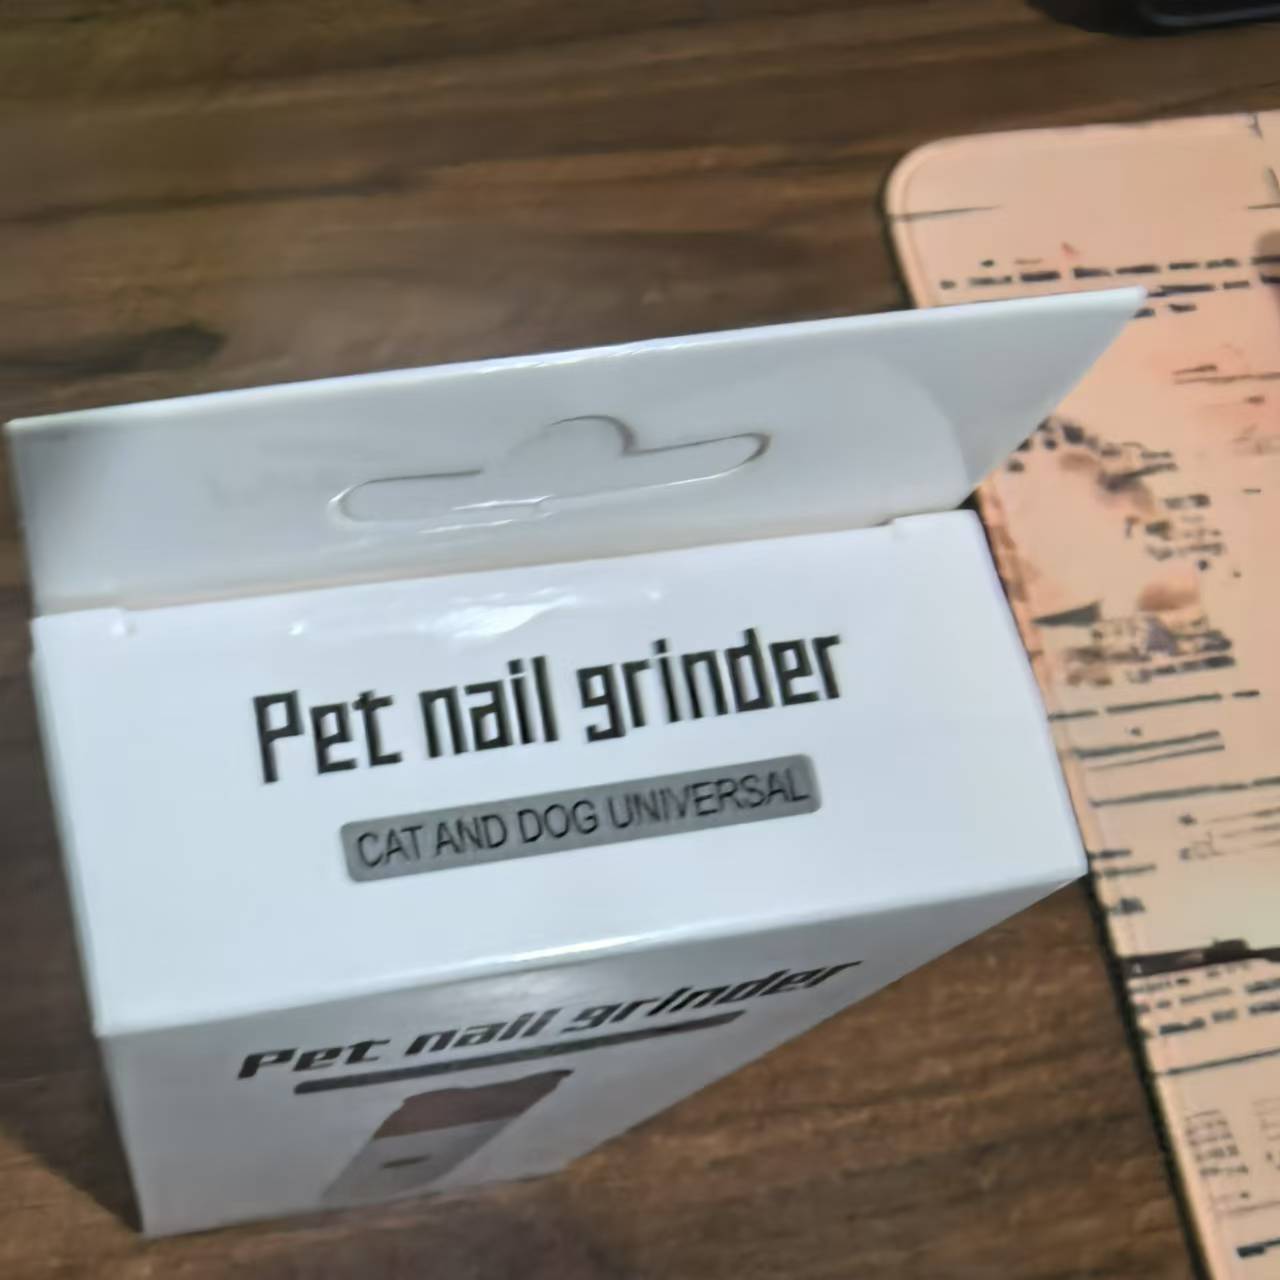 Pet nail grinder
CAT AND DOG UNIVERSAL
Pet nail grinder